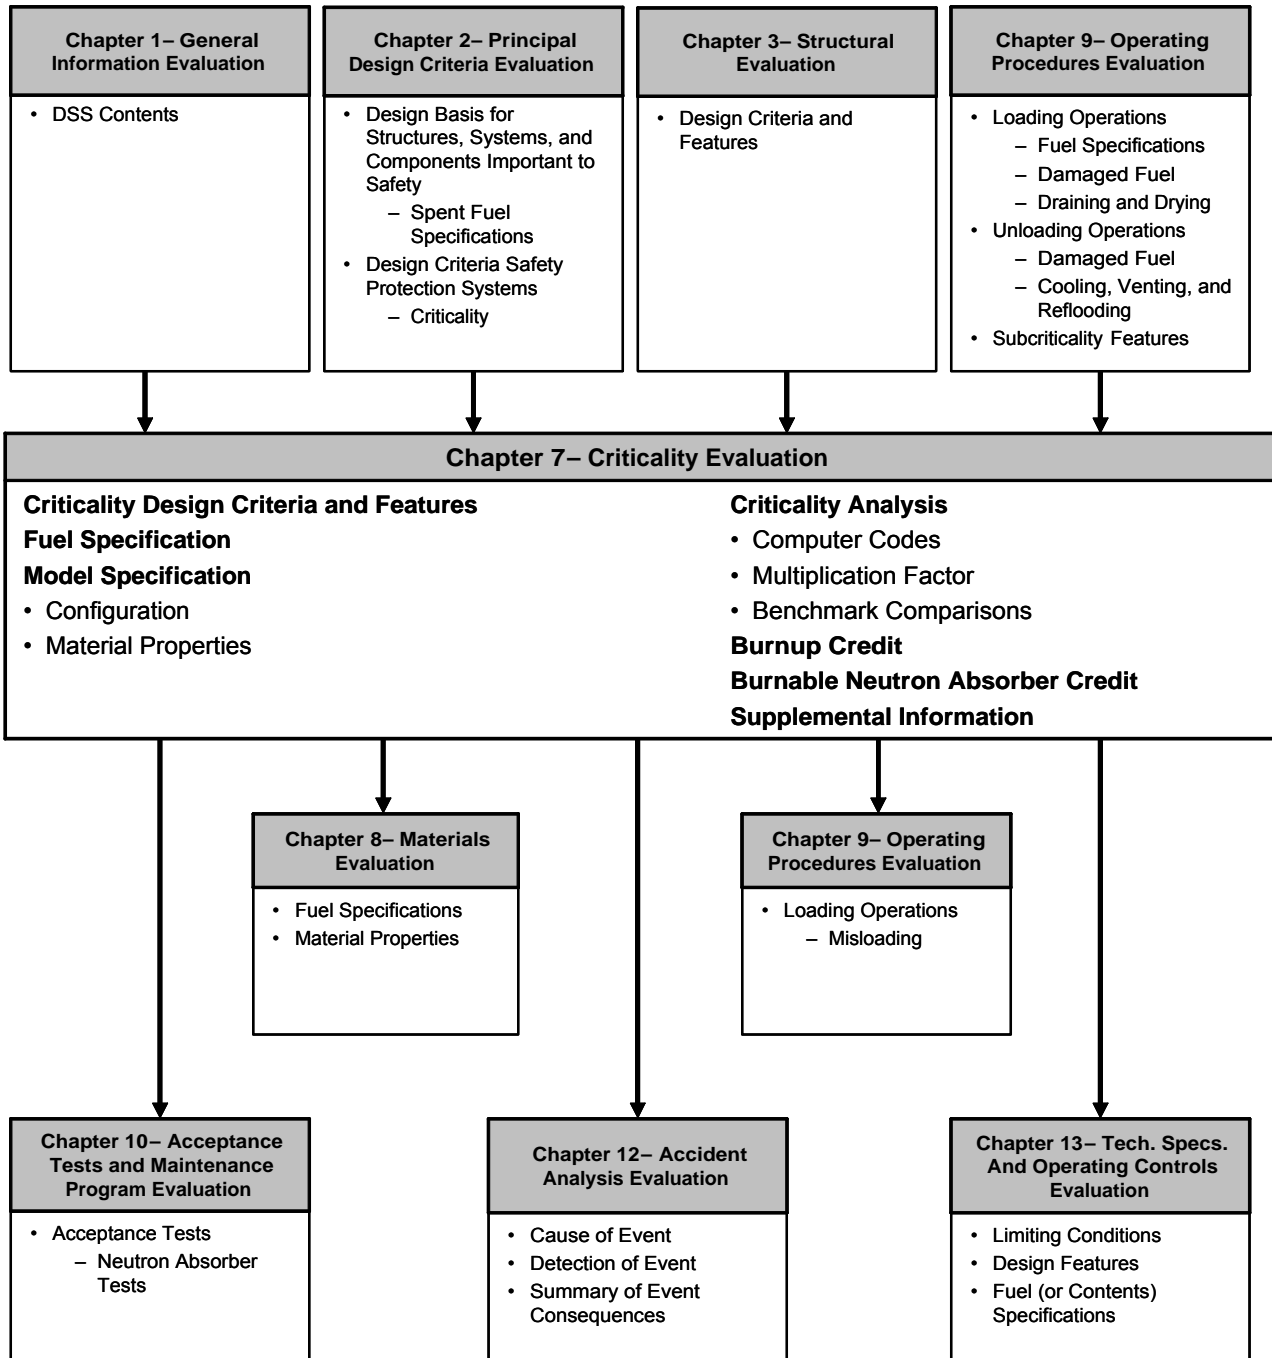 Chapter 1– General
Information Evaluation
• DSS Contents
Chapter 2– Principal
Design Criteria Evaluation
• Design Basis for
Structures, Systems, and
Components Important to
Safety
– Spent Fuel
Specifications
• Design Criteria Safety
Protection Systems
– Criticality
Chapter 3– Structural
Evaluation
• Design Criteria and
Features
Chapter 9– Operating
Procedures Evaluation
• Loading Operations
– Fuel Specifications
– Damaged Fuel
– Draining and Drying
• Unloading Operations
– Damaged Fuel
– Cooling, Venting, and
Reflooding
• Subcriticality Features
Chapter 7– Criticality Evaluation
Criticality Design Criteria and Features
Fuel Specification
Model Specification
• Configuration
• Material Properties
Criticality Analysis
• Computer Codes
• Multiplication Factor
• Benchmark Comparisons
Burnup Credit
Burnable Neutron Absorber Credit
Supplemental Information
Chapter 8– Materials
Evaluation
• Fuel Specifications
• Material Properties
Chapter 9– Operating
Procedures Evaluation
• Loading Operations
– Misloading
Chapter 10– Acceptance
Tests and Maintenance
Program Evaluation
• Acceptance Tests
– Neutron Absorber
Tests
Chapter 12– Accident
Analysis Evaluation
• Cause of Event
• Detection of Event
• Summary of Event
Consequences
Chapter 13– Tech. Specs.
And Operating Controls
Evaluation
• Limiting Conditions
• Design Features
• Fuel (or Contents)
Specifications